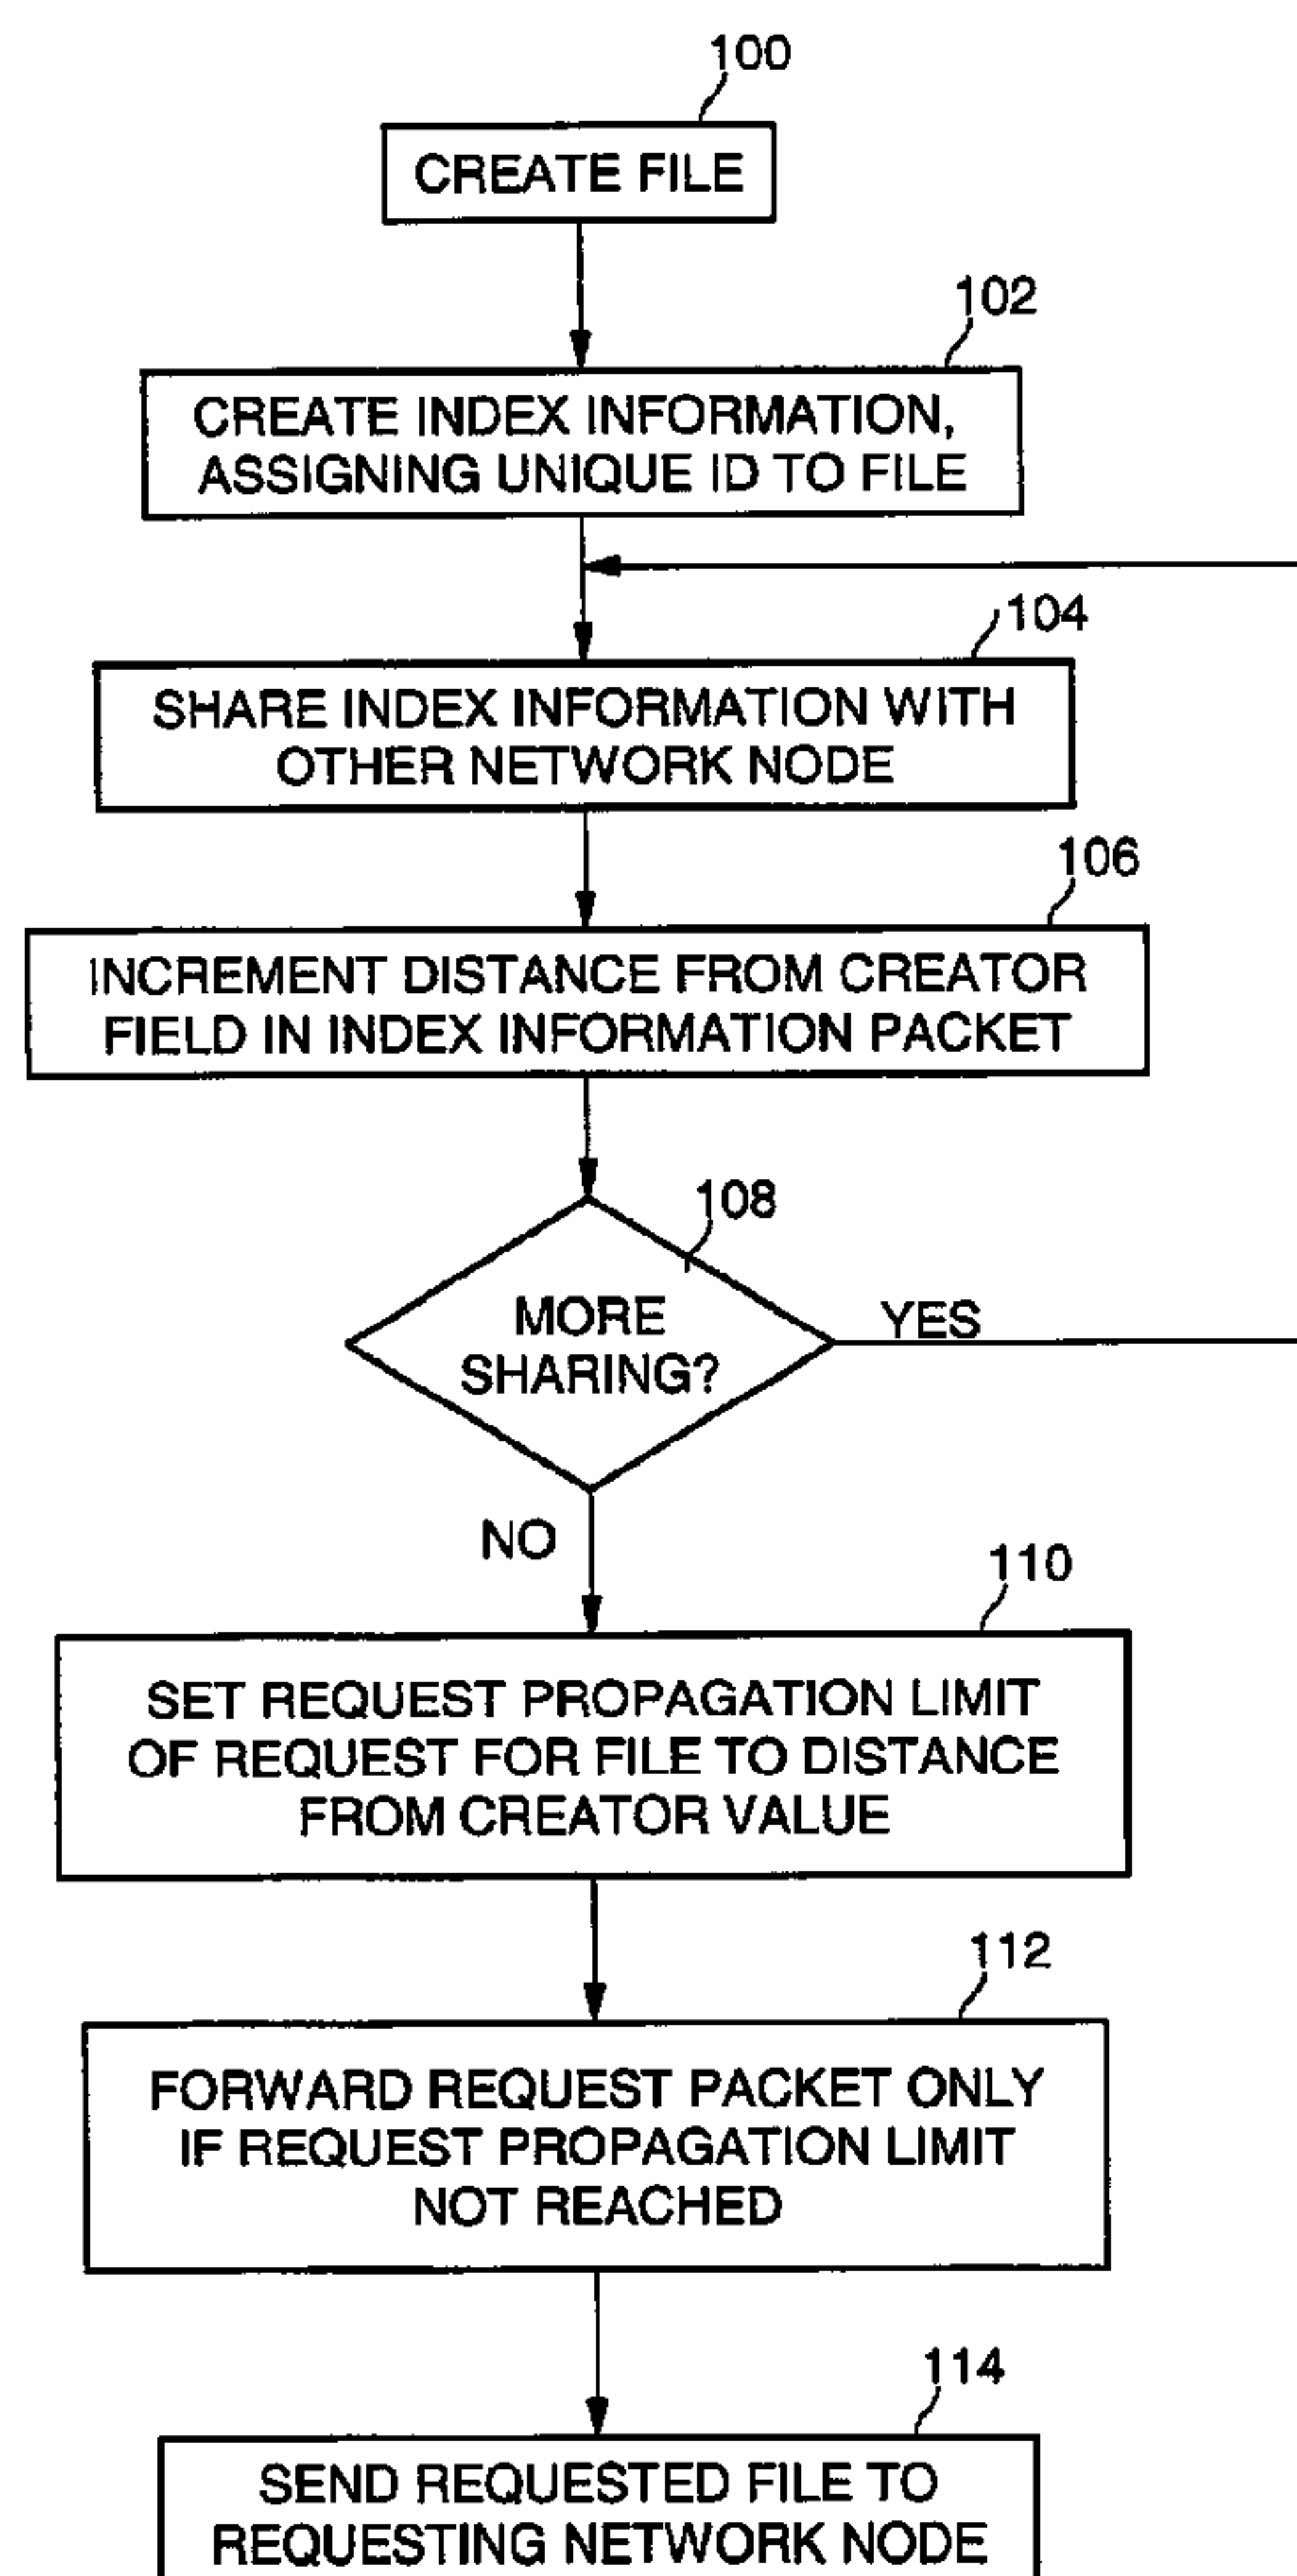 100
CREATE FILE
102
CREATE INDEX INFORMATION,
ASSIGNING UNIQUE ID TO FILE
104
SHARE INDEX INFORMATION WITH
OTHER NETWORK NODE
106
INCREMENT DISTANCE FROM CREATOR
FIELD IN INDEX INFORMATION PACKET
108
MORE
SHARING?
YES
NO
110
SET REQUEST PROPAGATION LIMIT
OF REQUEST FOR FILE TO DISTANCE
FROM CREATOR VALUE
112
FORWARD REQUEST PACKET ONLY
IF REQUEST PROPAGATION LIMIT
NOT REACHED
114
SEND REQUESTED FILE TO
REQUESTING NETWORK NODE